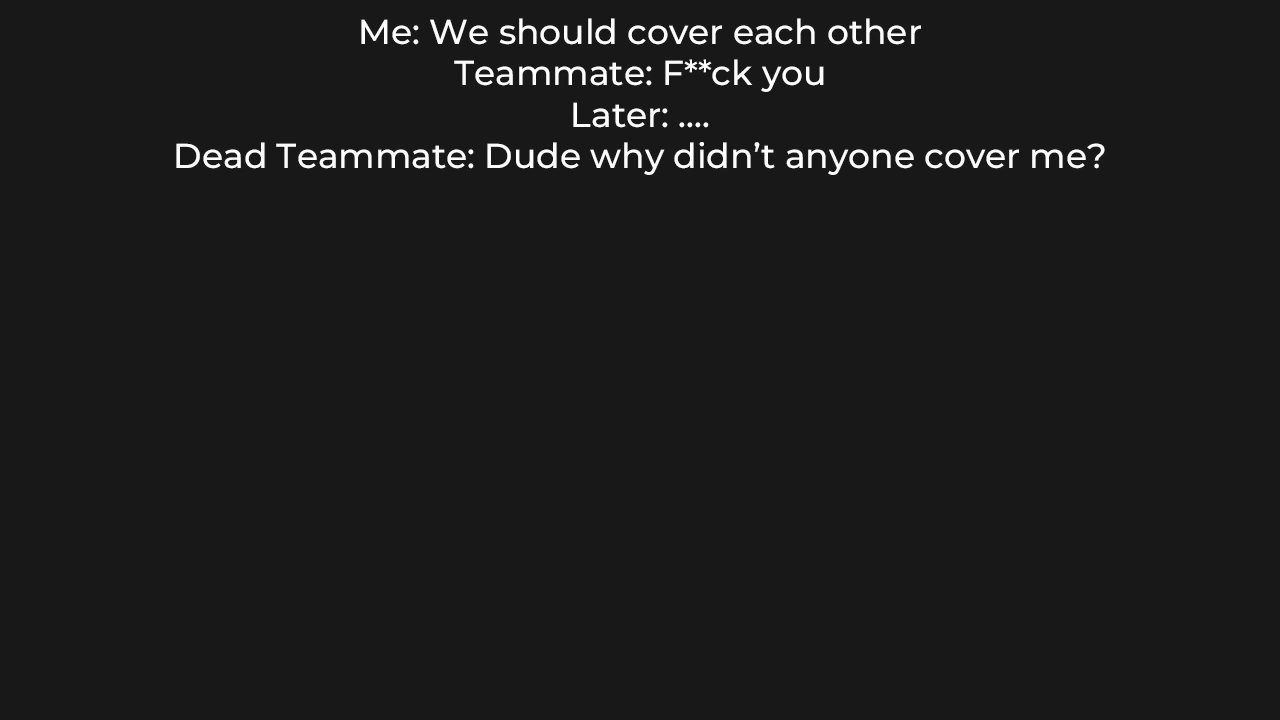 Me: We should cover each other
Teammate: F**ck you
Later: ....
Dead Teammate: Dude why didn’t anyone cover me?